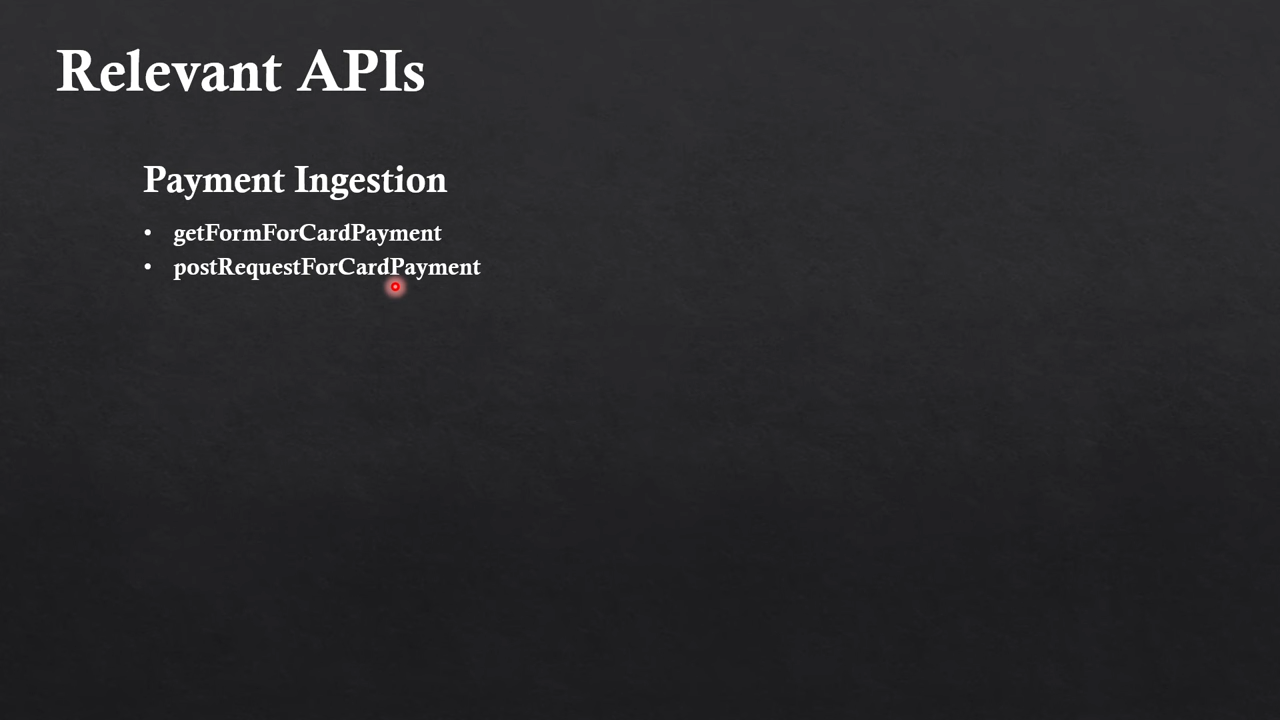 Relevant APIs
Payment Ingestion
• getFormForCardPayment
• postRequestForCardPayment